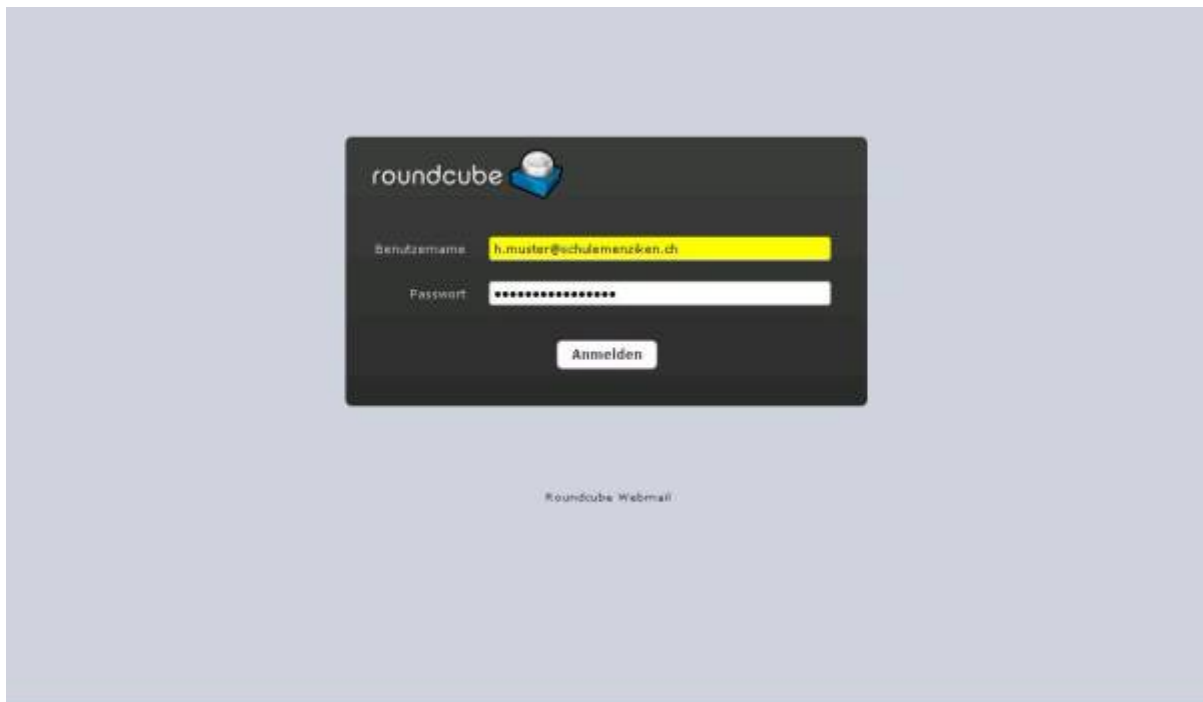 roundcube
Benutzername h.muster@schulemenziken.ch
Passwort ••••••••••••••••
Anmelden
Roundcube Webmail